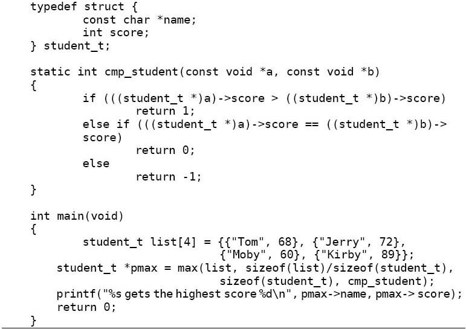 typedef struct {
const char *name;
int score;
} student_t;
static int cmp_student(const void *a, const void *b)
{
if (((student_t *)a)->score > ((student_t *)b)->score)
return 1;
else if (((student_t *)a)->score == ((student_t *)b)->
score)
return 0;
else
return -1;
}
int main(void)
{
student_t list[4] = {{"Tom", 68}, {"Jerry", 72},
{"Moby", 60}, {"Kirby", 89}};
student_t *pmax = max(list, sizeof(list)/sizeof(student_t),
sizeof(student_t), cmp_student);
printf("%s gets the highest score %d\n", pmax->name, pmax-> score);
return 0;
}